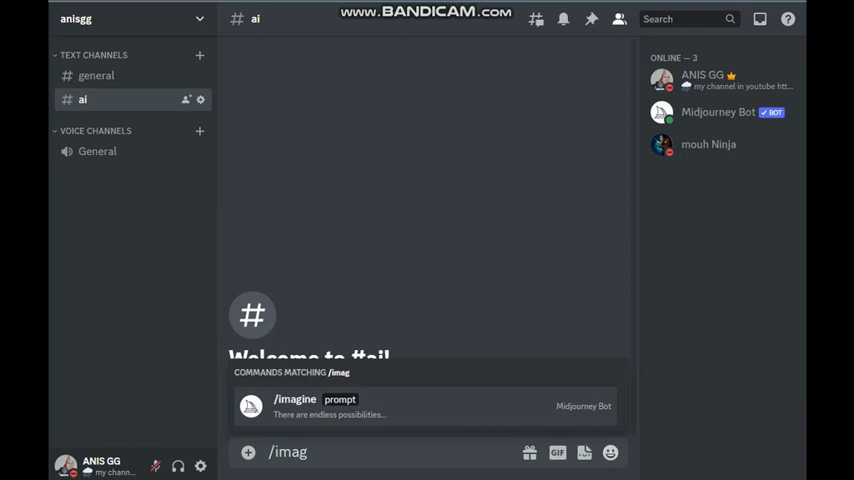 www.BANDICAM.com
anisgg
# ai
Search
TEXT CHANNELS
# general
# ai
VOICE CHANNELS
General
ONLINE — 3
ANIS GG
my channel in youtube htt...
Midjourney Bot
✔ BOT
mouh Ninja
#
Welcome to #ai!
COMMANDS MATCHING /imag
/imagine prompt
There are endless possibilities...
Midjourney Bot
/imag
GIF
ANIS GG
my chann...